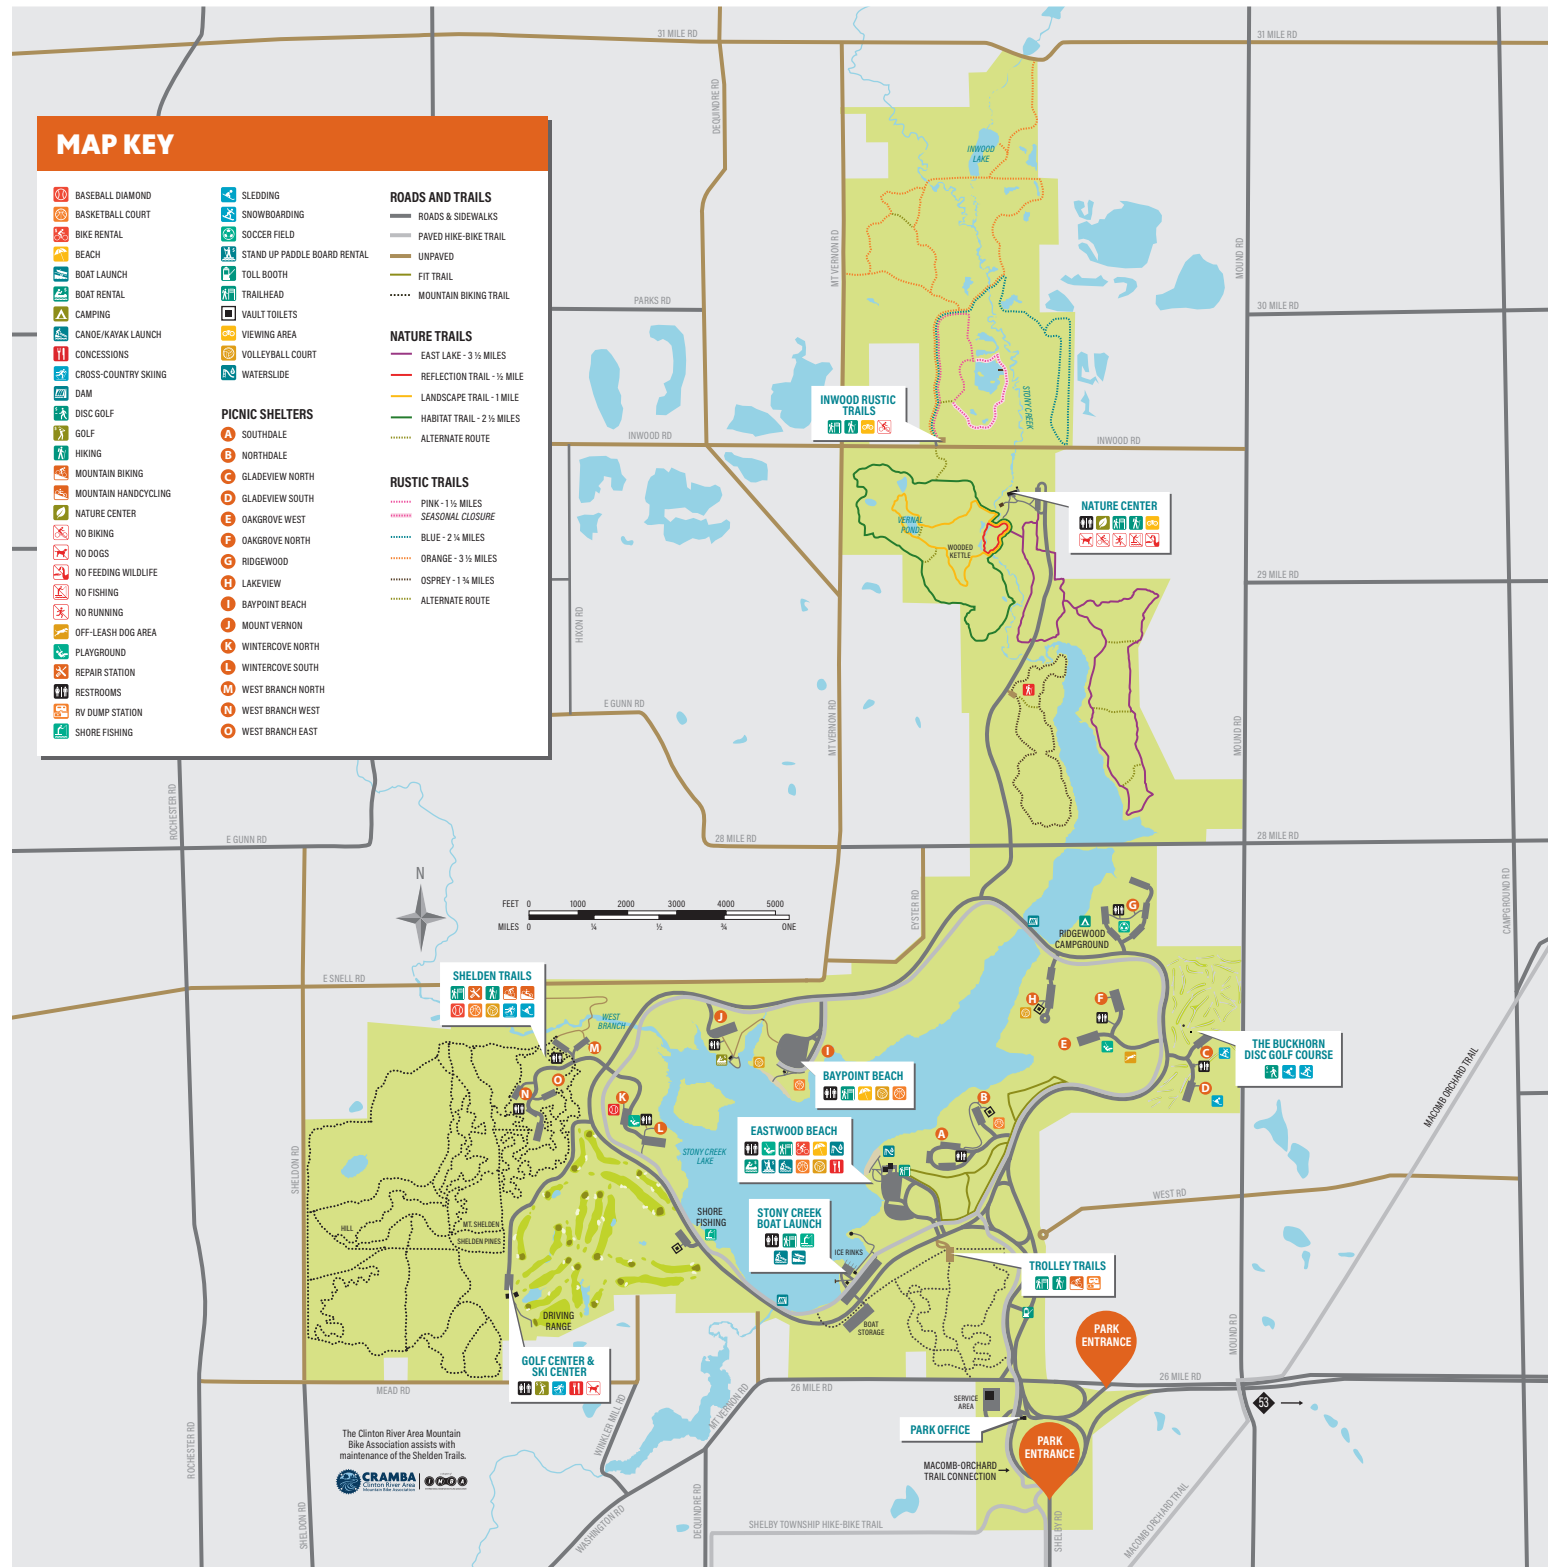 MAP KEY
BASEBALL DIAMOND
BASKETBALL COURT
BIKE RENTAL
BEACH
BOAT LAUNCH
BOAT RENTAL
CAMPING
CANOE/KAYAK LAUNCH
CONCESSIONS
CROSS-COUNTRY SKIING
DAM
DISC GOLF
GOLF
HIKING
MOUNTAIN BIKING
MOUNTAIN HANDCYCLING
NATURE CENTER
NO BIKING
NO DOGS
NO FEEDING WILDLIFE
NO FISHING
NO RUNNING
OFF-LEASH DOG AREA
PLAYGROUND
REPAIR STATION
RESTROOMS
RV DUMP STATION
SHORE FISHING
SLEDDING
SNOWBOARDING
SOCCER FIELD
STAND UP PADDLE BOARD RENTAL
TOLL BOOTH
TRAILHEAD
VAULT TOILETS
VIEWING AREA
VOLLEYBALL COURT
WATERSLIDE
PICNIC SHELTERS
A SOUTHDALE
B NORTHDALE
C GLADEVIEW NORTH
D GLADEVIEW SOUTH
E OAKGROVE WEST
F OAKGROVE NORTH
G RIDGEWOOD
H LAKEVIEW
I BAYPOINT BEACH
J MOUNT VERNON
K WINTERCOVE NORTH
L WINTERCOVE SOUTH
M WEST BRANCH NORTH
N WEST BRANCH WEST
O WEST BRANCH EAST
ROADS AND TRAILS
ROADS & SIDEWALKS
PAVED HIKE-BIKE TRAIL
UNPAVED
FIT TRAIL
MOUNTAIN BIKING TRAIL
NATURE TRAILS
EAST LAKE - 3 ½ MILES
REFLECTION TRAIL - ½ MILE
LANDSCAPE TRAIL - 1 MILE
HABITAT TRAIL - 2 ½ MILES
ALTERNATE ROUTE
RUSTIC TRAILS
PINK - 1 ½ MILES
SEASONAL CLOSURE
BLUE - 2 ¼ MILES
ORANGE - 3 ½ MILES
OSPREY - 1 ¾ MILES
ALTERNATE ROUTE
31 MILE RD
31 MILE RD
DEQUINDRE RD
MT VERNON RD
MOUND RD
INWOOD
LAKE
PARKS RD
30 MILE RD
INWOOD RUSTIC
TRAILS
STONY CREEK
INWOOD RD
INWOOD RD
NATURE CENTER
VERNAL
POND
WOODED
KETTLE
29 MILE RD
HIXON RD
E GUNN RD
MT VERNON RD
MOUND RD
ROCHESTER RD
E GUNN RD
28 MILE RD
28 MILE RD
N
FEET 0 1000 2000 3000 4000 5000
MILES 0 ¼ ½ ¾ ONE
EYSTER RD
CAMPGROUND RD
G
RIDGEWOOD
CAMPGROUND
E SNELL RD
SHELDEN TRAILS
WEST
BRANCH
J
I
H
F
E
M
O
N
K
L
BAYPOINT BEACH
THE BUCKHORN
DISC GOLF COURSE
C
D
B
A
EASTWOOD BEACH
STONY CREEK
LAKE
MACOMB ORCHARD TRAIL
SHELDON RD
HILL
MT. SHELDEN
SHELDEN PINES
SHORE
FISHING
STONY CREEK
BOAT LAUNCH
ICE RINKS
WEST RD
TROLLEY TRAILS
DRIVING
RANGE
BOAT
STORAGE
PARK
ENTRANCE
MOUND RD
GOLF CENTER &
SKI CENTER
MEAD RD
26 MILE RD
26 MILE RD
SERVICE
AREA
53
PARK OFFICE
PARK
ENTRANCE
WINKLER MILL RD
MT VERNON RD
The Clinton River Area Mountain
Bike Association assists with
maintenance of the Shelden Trails.
CRAMBA
Clinton River Area
Mountain Bike Association
IMBA
MACOMB-ORCHARD
TRAIL CONNECTION
ROCHESTER RD
SHELDON RD
WASHINGTON RD
DEQUINDRE RD
SHELBY TOWNSHIP HIKE-BIKE TRAIL
SHELBY RD
MACOMB ORCHARD TRAIL